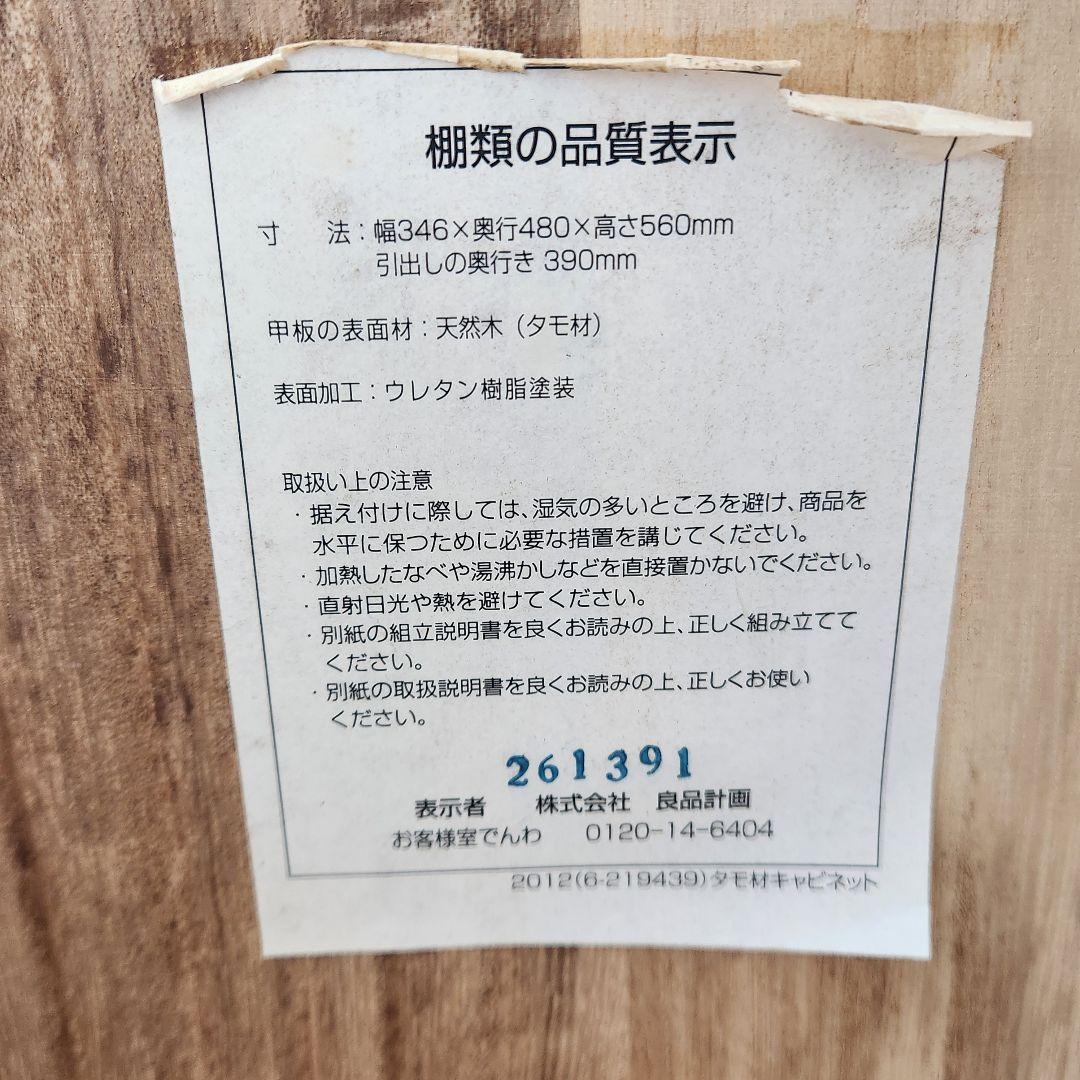 棚類の品質表示
寸　法：幅346×奥行480×高さ560mm
引出しの奥行き 390mm
甲板の表面材：天然木（タモ材）
表面加工：ウレタン樹脂塗装
取扱い上の注意
・据え付けに際しては、湿気の多いところを避け、商品を
水平に保つために必要な措置を講じてください。
・加熱したなべや湯沸かしなどを直接置かないでください。
・直射日光や熱を避けてください。
・別紙の組立説明書を良くお読みの上、正しく組み立てて
ください。
・別紙の取扱説明書を良くお読みの上、正しくお使い
ください。
261391
表示者　株式会社　良品計画
お客様室でんわ　0120-14-6404
2012(6-219439)タモ材キャビネット